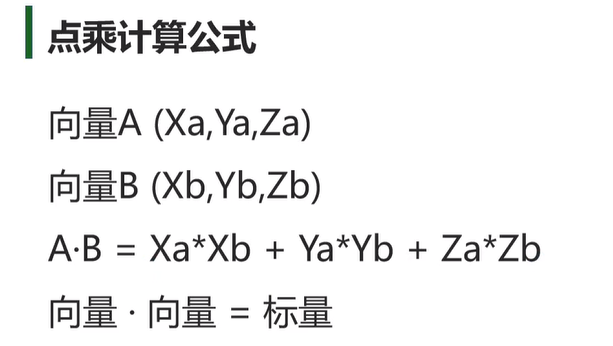 点乘计算公式
向量A (Xa,Ya,Za)
向量B (Xb,Yb,Zb)
A·B = Xa*Xb + Ya*Yb + Za*Zb
向量 · 向量 = 标量